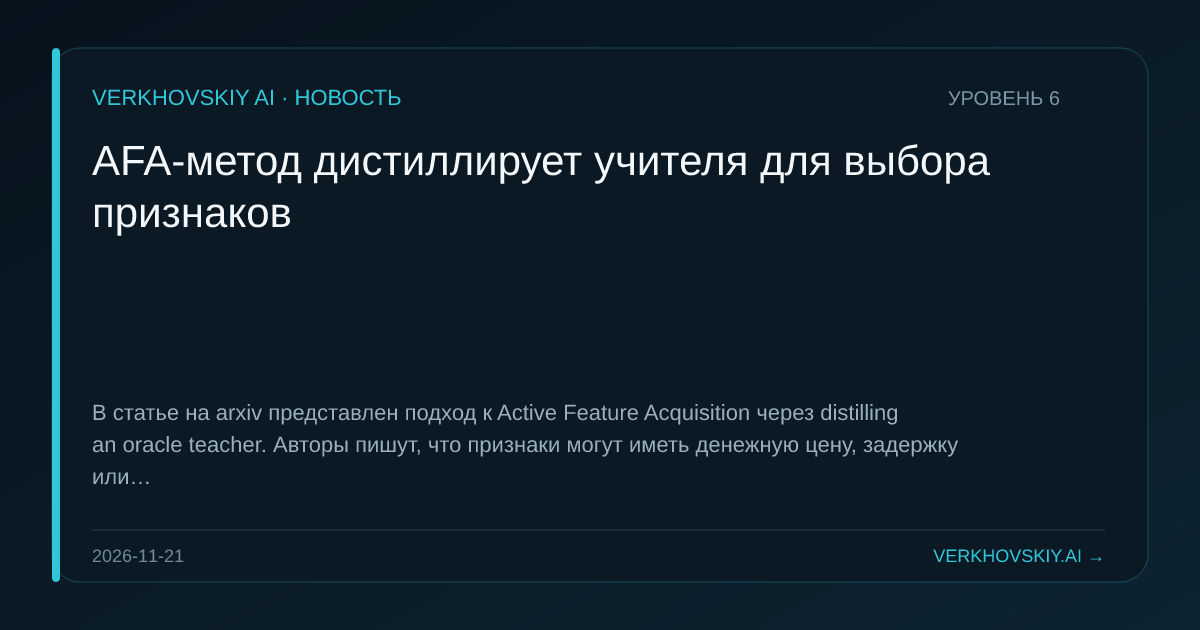 VERKHOVSKIY AI · НОВОСТЬ
УРОВЕНЬ 6
AFA-метод дистиллирует учителя для выбора
признаков
В статье на arxiv представлен подход к Active Feature Acquisition через distilling
an oracle teacher. Авторы пишут, что признаки могут иметь денежную цену, задержку
или…
2026-11-21
VERKHOVSKIY.AI →